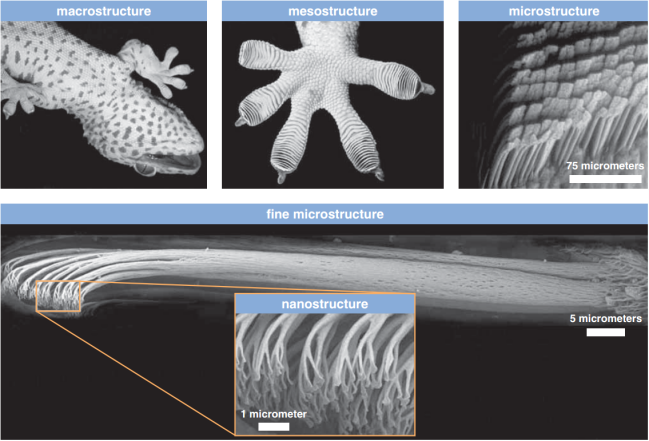 macrostructure
mesostructure
microstructure
75 micrometers
fine microstructure
5 micrometers
nanostructure
1 micrometer